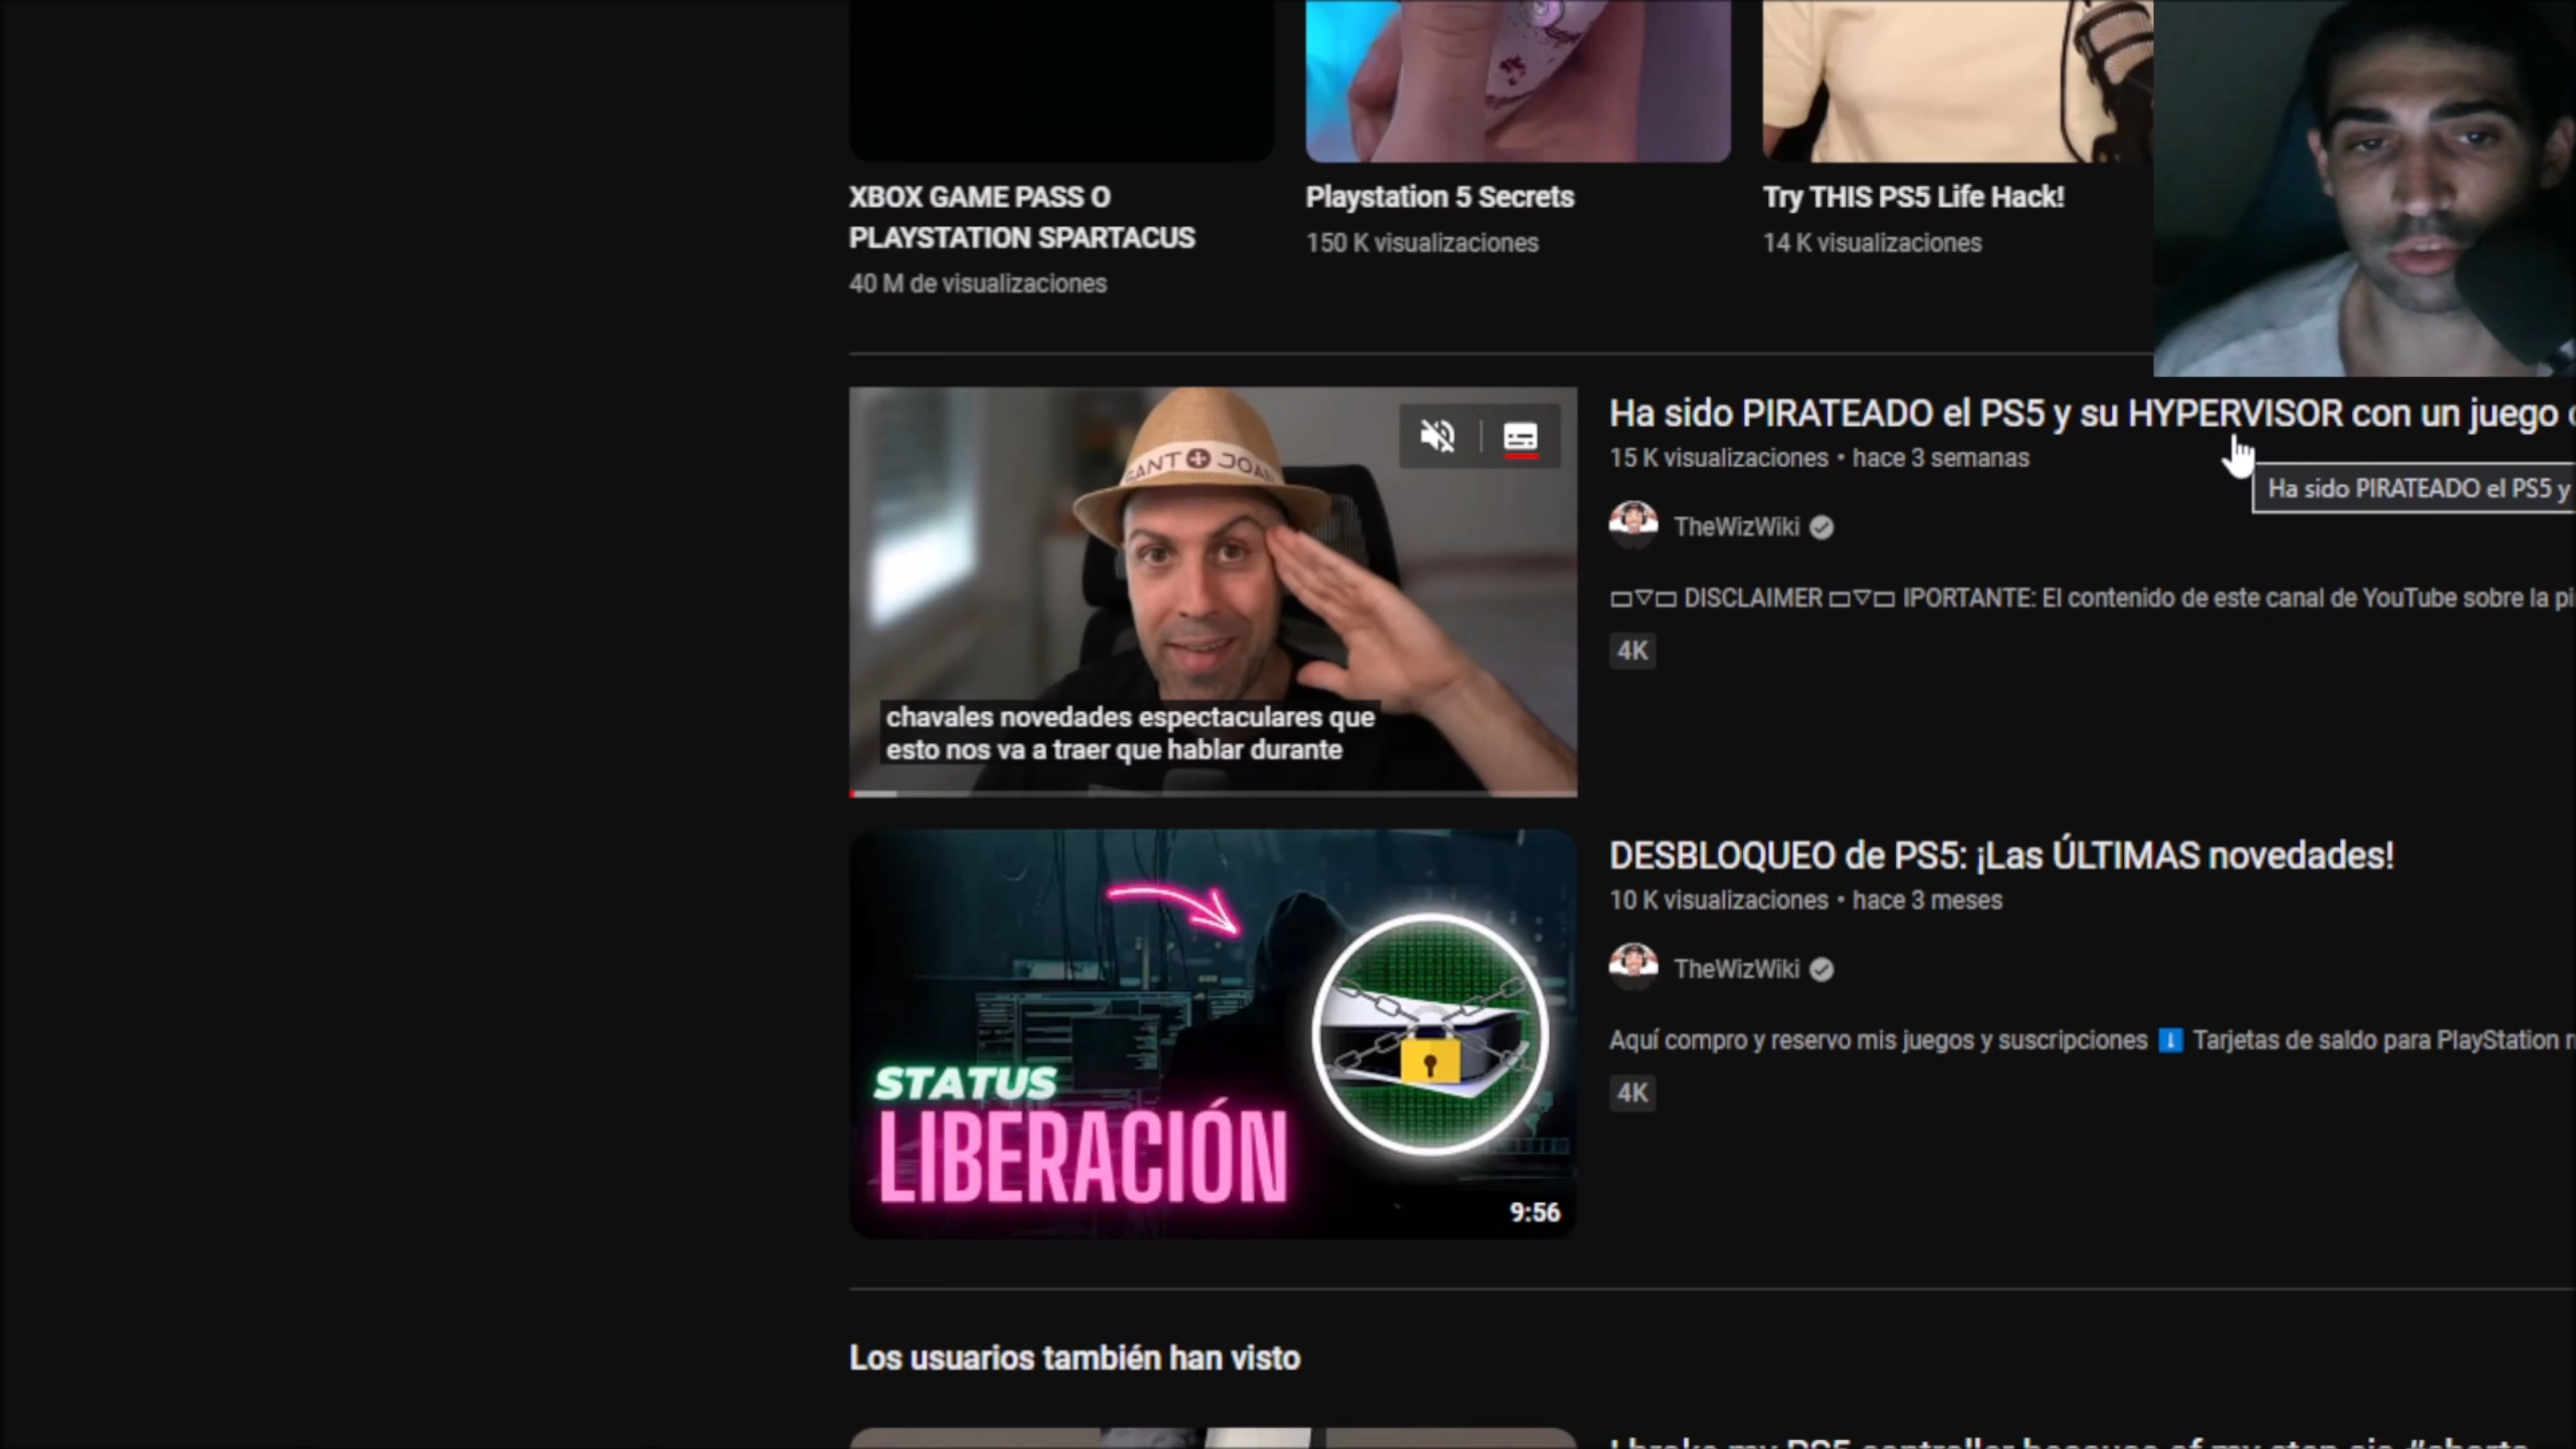 XBOX GAME PASS O
PLAYSTATION SPARTACUS
40 M de visualizaciones
Playstation 5 Secrets
150 K visualizaciones
Try THIS PS5 Life Hack!
14 K visualizaciones
SANT JOAN
chavales novedades espectaculares que
esto nos va a traer que hablar durante
Ha sido PIRATEADO el PS5 y su HYPERVISOR con un juego
15 K visualizaciones • hace 3 semanas
Ha sido PIRATEADO el PS5 y
TheWizWiki
DISCLAIMER IPORTANTE: El contenido de este canal de YouTube sobre la pi
4K
STATUS
LIBERACIÓN
9:56
DESBLOQUEO de PS5: ¡Las ÚLTIMAS novedades!
10 K visualizaciones • hace 3 meses
TheWizWiki
Aquí compro y reservo mis juegos y suscripciones ⬇ Tarjetas de saldo para PlayStation
4K
Los usuarios también han visto